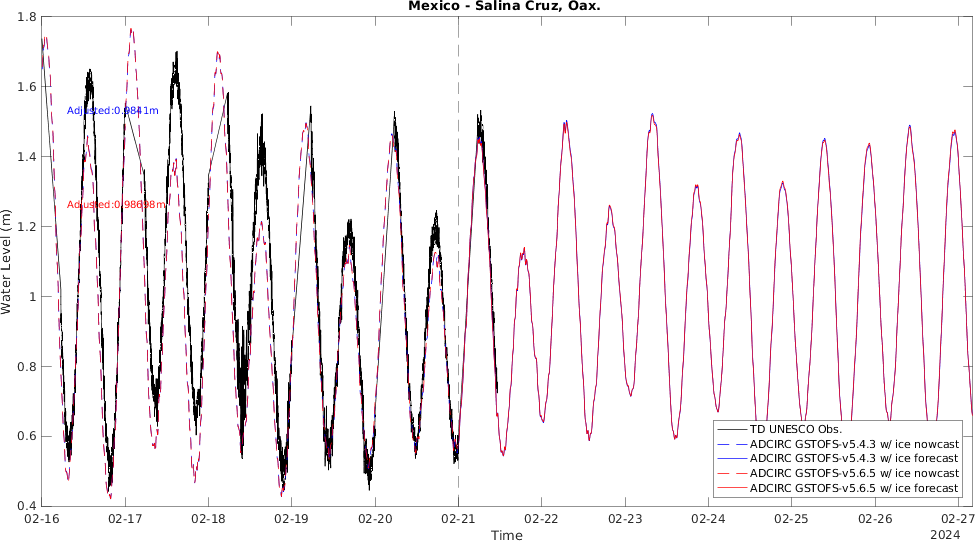 Mexico - Salina Cruz, Oax.
Water Level (m)
1.8
1.6
1.4
1.2
1
0.8
0.6
0.4
Adjusted:0.9841m
Adjusted:0.98698m
TD UNESCO Obs.
ADCIRC GSTOFS-v5.4.3 w/ ice nowcast
ADCIRC GSTOFS-v5.4.3 w/ ice forecast
ADCIRC GSTOFS-v5.6.5 w/ ice nowcast
ADCIRC GSTOFS-v5.6.5 w/ ice forecast
02-16 02-17 02-18 02-19 02-20 02-21 02-22 02-23 02-24 02-25 02-26 02-27
Time
2024